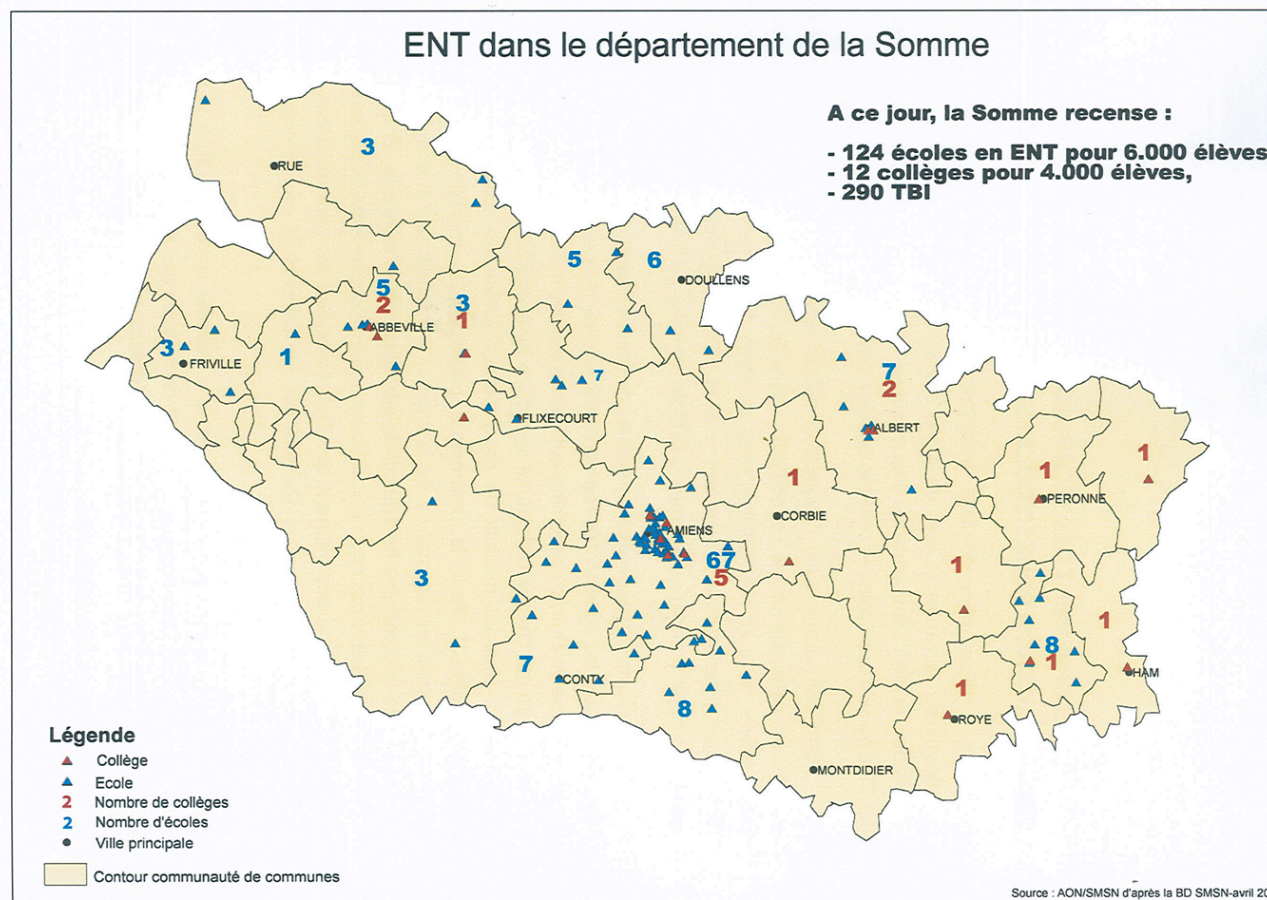 ENT dans le département de la Somme
A ce jour, la Somme recense :
- 124 écoles en ENT pour 6.000 élèves
- 12 collèges pour 4.000 élèves,
- 290 TBI
3
RUE
5
6
DOULLENS
5
2
ABBEVILLE
3
1
3
FRIVILLE
1
7
FLIXECOURT
7
2
ALBERT
1
1
PERONNE
1
CORBIE
AMIENS
67
5
1
3
1
8
1
HAM
7
CONTY
8
1
ROYE
MONTDIDIER
Légende
Collège
Ecole
2 Nombre de collèges
2 Nombre d'écoles
Ville principale
Contour communauté de communes
Source : AON/SMSN d'après la BD SMSN-avril 20